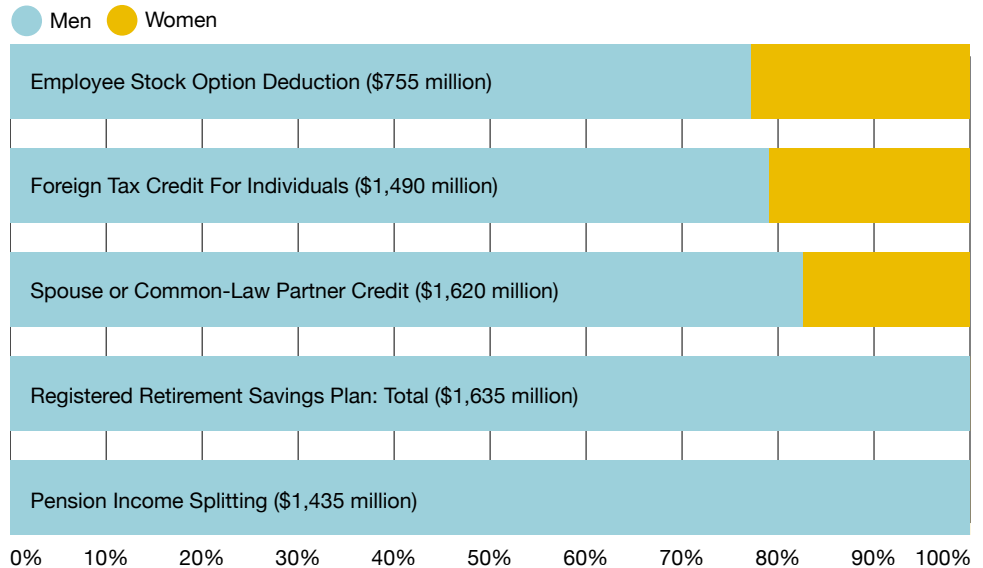 Men Women
Employee Stock Option Deduction ($755 million)
Foreign Tax Credit For Individuals ($1,490 million)
Spouse or Common-Law Partner Credit ($1,620 million)
Registered Retirement Savings Plan: Total ($1,635 million)
Pension Income Splitting ($1,435 million)
0% 10% 20% 30% 40% 50% 60% 70% 80% 90% 100%